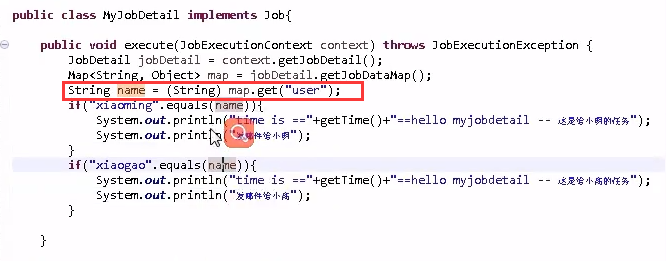 public class MyJobDetail implements Job{
public void execute(JobExecutionContext context) throws JobExecutionException {
JobDetail jobDetail = context.getJobDetail();
Map<String, Object> map = jobDetail.getJobDataMap();
String name = (String) map.get("user");
if("xiaoming".equals(name)){
System.out.println("time is =="+getTime()+"==hello myjobdetail -- 这是给小明的任务");
System.out.println("发邮件给小明");
}
if("xiaogao".equals(name)){
System.out.println("time is =="+getTime()+"==hello myjobdetail -- 这是给小高的任务");
System.out.println("发邮件给小高");
}
}